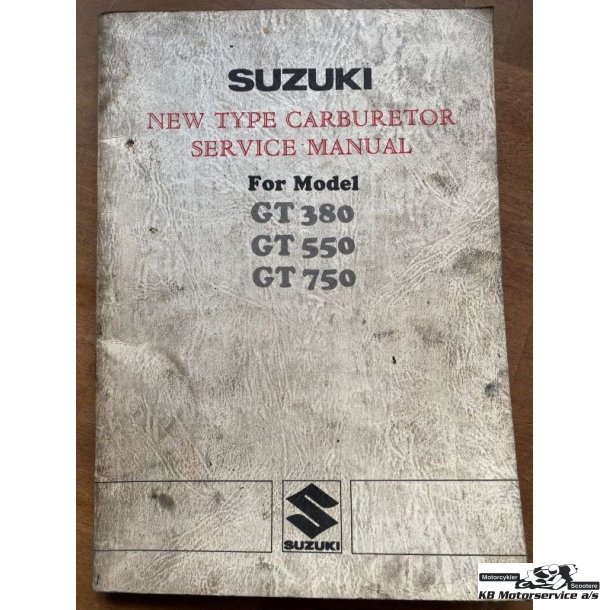 SUZUKI
NEW TYPE CARBURETOR
SERVICE MANUAL
For Model
GT 380
GT 550
GT 750
SUZUKI
Motorcykler
Scootere
KB Motorservice a/s